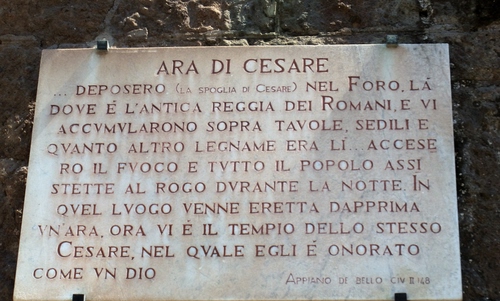 ARA DI CESARE
... DEPOSERO (LA SPOGLIA DI CESARE) NEL FORO, LÁ
DOVE É L'ANTICA REGGIA DEI ROMANI, E VI
ACCVMVLARONO SOPRA TAVOLE, SEDILI E
QVANTO ALTRO LEGNAME ERA LÍ... ACCESE
RO IL FVOCO E TVTTO IL POPOLO ASSI
STETTE AL ROGO DVRANTE LA NOTTE. IN
QVEL LVOGO VENNE ERETTA DAPPRIMA
VN'ARA, ORA VI É IL TEMPIO DELLO STESSO
CESARE, NEL QVALE EGLI É ONORATO
COME VN DIO
APPIANO DE BELLO CIV II 148